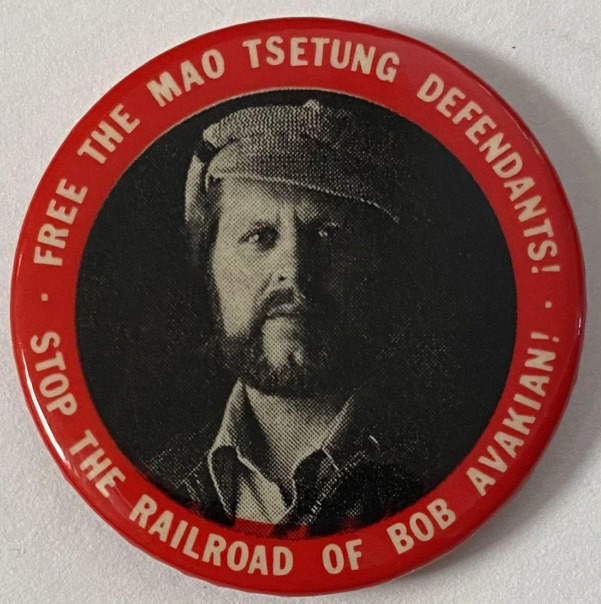 FREE THE MAO TSETUNG DEFENDANTS!
STOP THE RAILROAD OF BOB AVAKIAN!